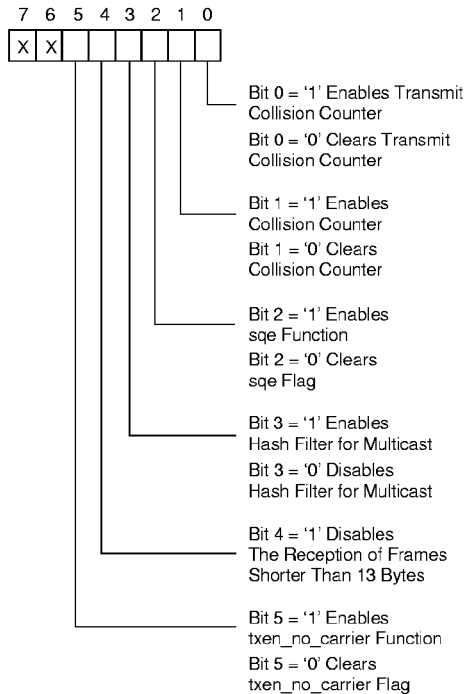 7 6 5 4 3 2 1 0
X X
Bit 0 = ‘1’ Enables Transmit
Collision Counter
Bit 0 = ‘0’ Clears Transmit
Collision Counter
Bit 1 = ‘1’ Enables
Collision Counter
Bit 1 = ‘0’ Clears
Collision Counter
Bit 2 = ‘1’ Enables
sqe Function
Bit 2 = ‘0’ Clears
sqe Flag
Bit 3 = ‘1’ Enables
Hash Filter for Multicast
Bit 3 = ‘0’ Disables
Hash Filter for Multicast
Bit 4 = ‘1’ Disables
The Reception of Frames
Shorter Than 13 Bytes
Bit 5 = ‘1’ Enables
txen_no_carrier Function
Bit 5 = ‘0’ Clears
txen_no_carrier Flag